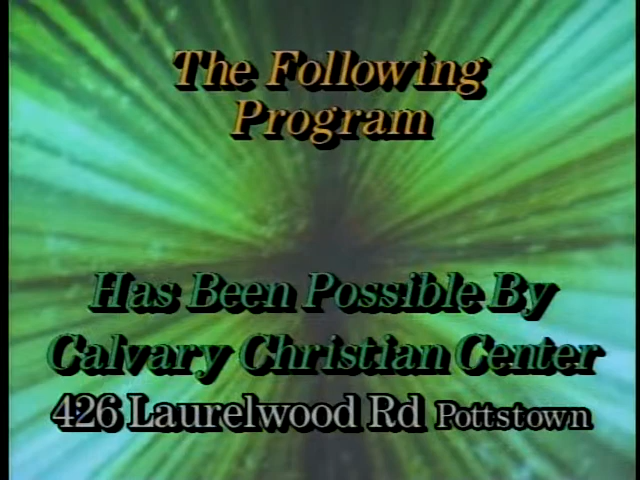 The Following
Program
Has Been Possible By
Calvary Christian Center
426 Laurelwood Rd Pottstown